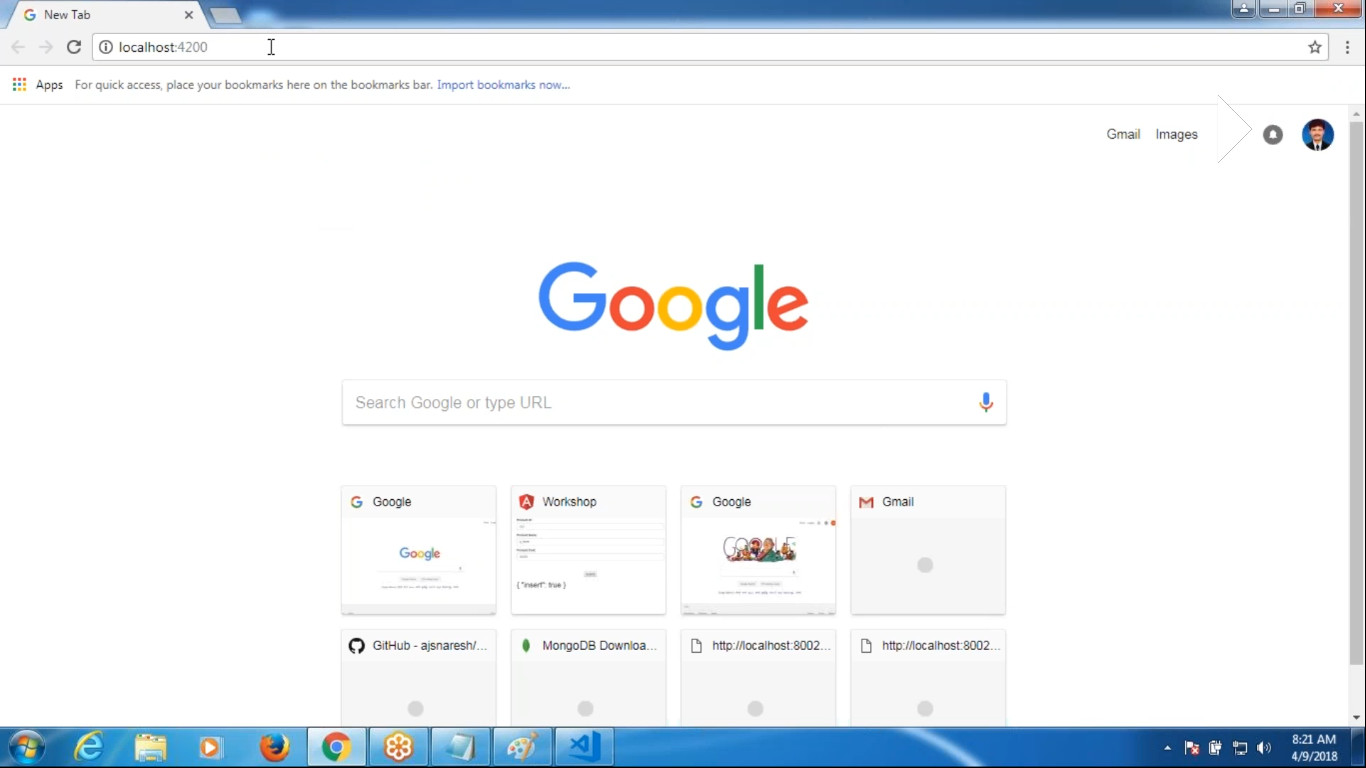 New Tab
localhost:4200
Apps For quick access, place your bookmarks here on the bookmarks bar. Import bookmarks now...
Gmail Images
Google
Search Google or type URL
Google Workshop Google Gmail
Google
{ "insert": true }
GitHub - ajsnaresh/... MongoDB Downloa... http://localhost:8002... http://localhost:8002...
8:21 AM
4/9/2018